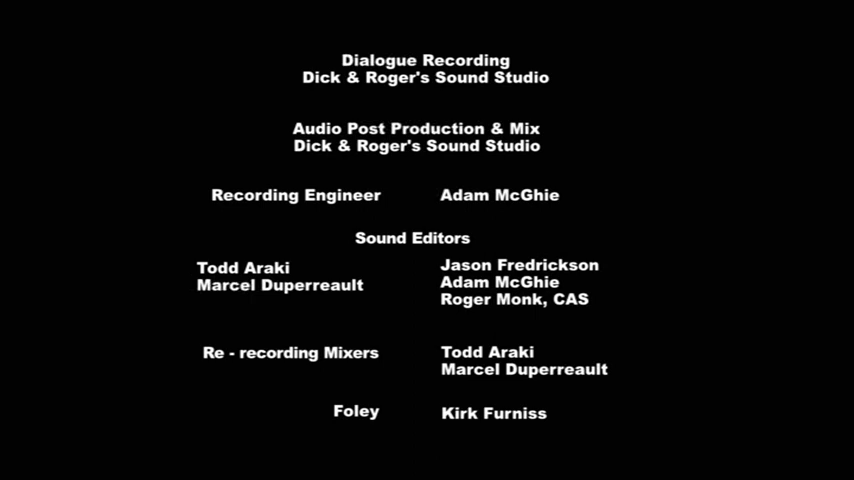 Dialogue Recording
Dick & Roger's Sound Studio
Audio Post Production & Mix
Dick & Roger's Sound Studio
Recording Engineer Adam McGhie
Sound Editors
Todd Araki Jason Fredrickson
Marcel Duperreault Adam McGhie
Roger Monk, CAS
Re - recording Mixers Todd Araki
Marcel Duperreault
Foley Kirk Furniss